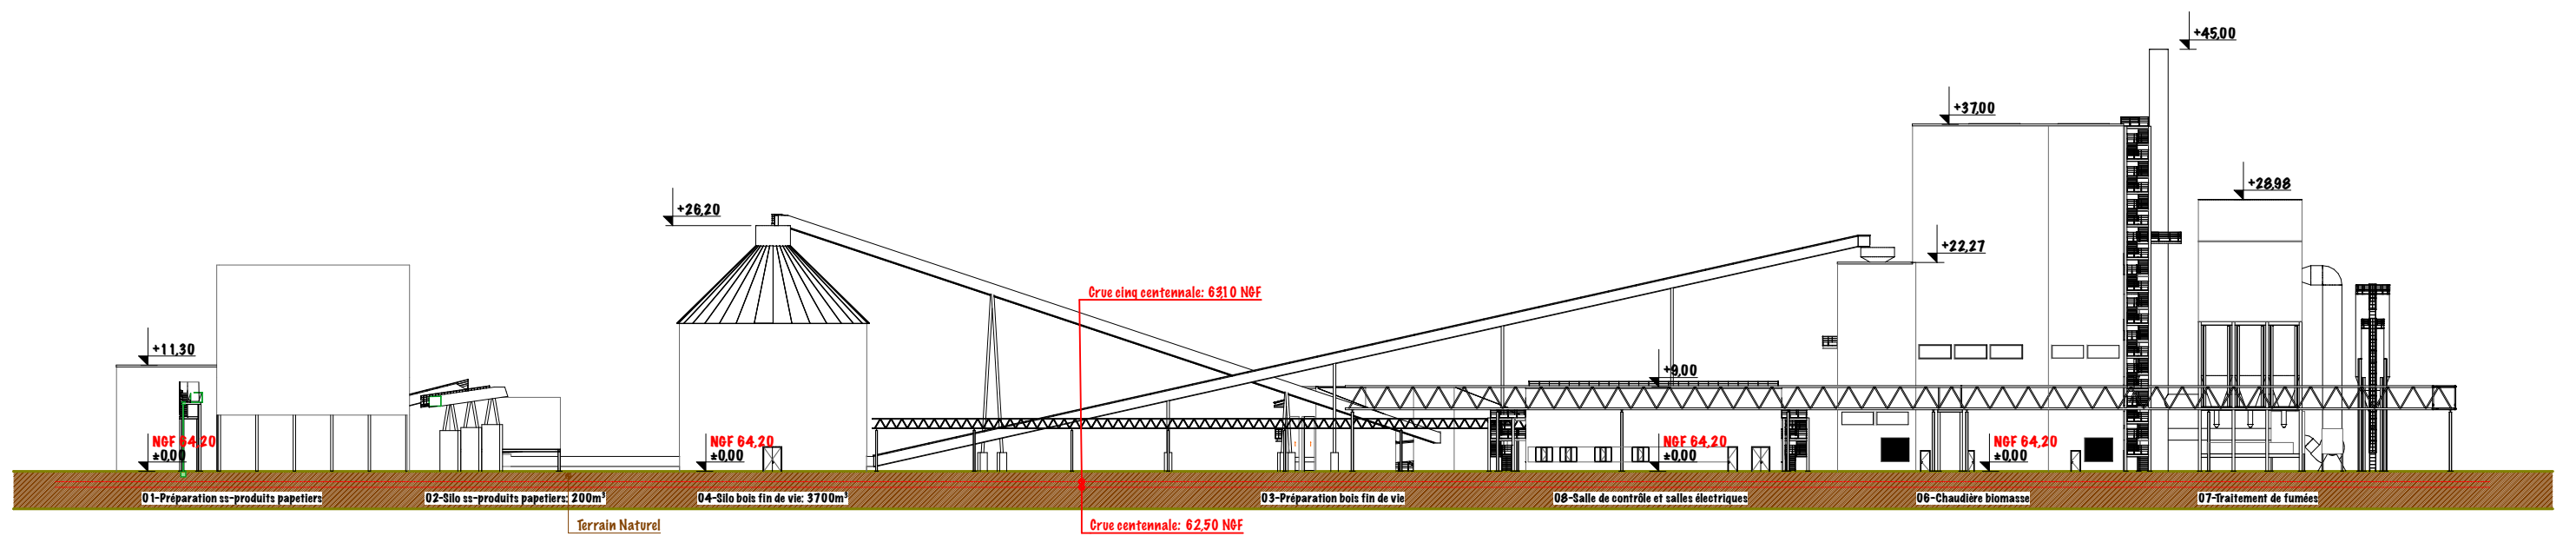 +45,00
+37,00
+28,98
+26,20
+22,27
Crue cinq centennale: 63,10 NGF
+11,30
+9,00
NGF 64,20
±0,00
NGF 64,20
±0,00
NGF 64,20
±0,00
NGF 64,20
±0,00
01-Préparation ss-produits papetiers
02-Silo ss-produits papetiers: 200m³
04-Silo bois fin de vie: 3700m³
03-Préparation bois fin de vie
08-Salle de contrôle et salles électriques
06-Chaudière biomasse
07-Traitement de fumées
Terrain Naturel
Crue centennale: 62,50 NGF